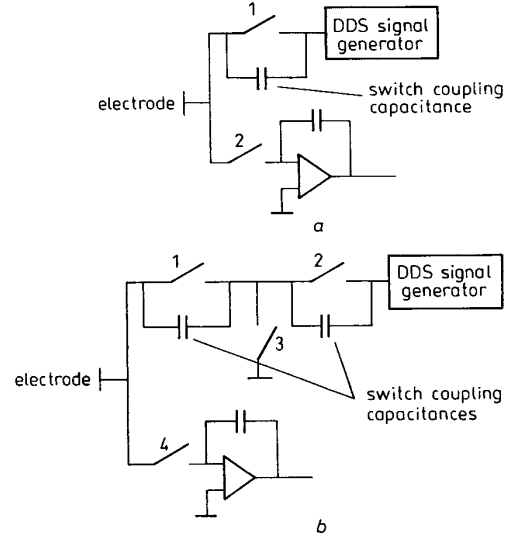 1
DDS signal
generator
switch coupling
capacitance
electrode
2
a
1
2
DDS signal
generator
3
electrode
switch coupling
capacitances
4
b